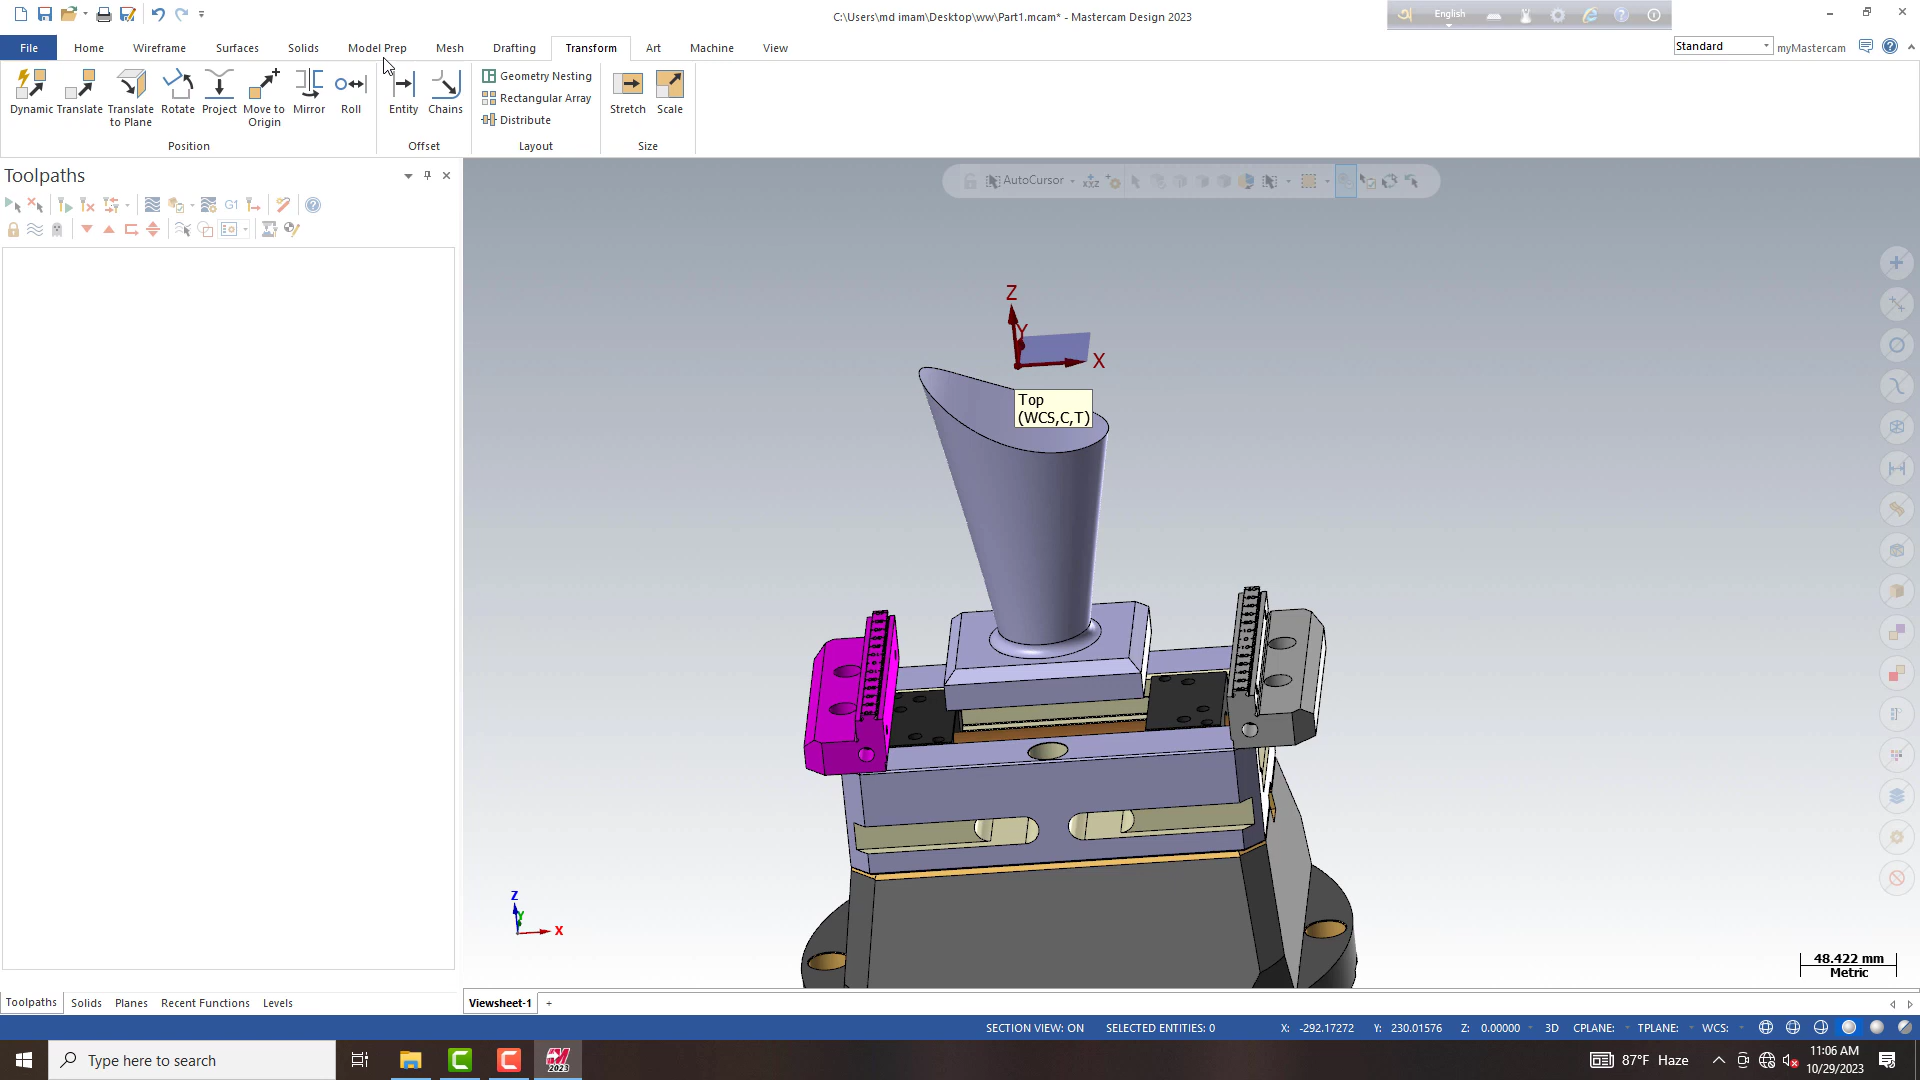 C:\Users\md imam\Desktop\ww\Part1.mcam* - Mastercam Design 2023
English
File Home Wireframe Surfaces Solids Model Prep Mesh Drafting Transform Art Machine View
Standard myMastercam
Dynamic Translate Translate to Plane Rotate Project Move to Origin Mirror Roll
Position
Entity Chains
Offset
Geometry Nesting
Rectangular Array
Distribute
Layout
Stretch Scale
Size
Toolpaths
G1
AutoCursor
XYZ
Z
Y
X
Top
(WCS,C,T)
Z
Y
X
48.422 mm
Metric
Toolpaths Solids Planes Recent Functions Levels
Viewsheet-1 +
SECTION VIEW: ON SELECTED ENTITIES: 0 X: -292.17272 Y: 230.01576 Z: 0.00000 3D CPLANE: TPLANE: WCS:
Type here to search
2023
87°F Haze
11:06 AM
10/29/2023